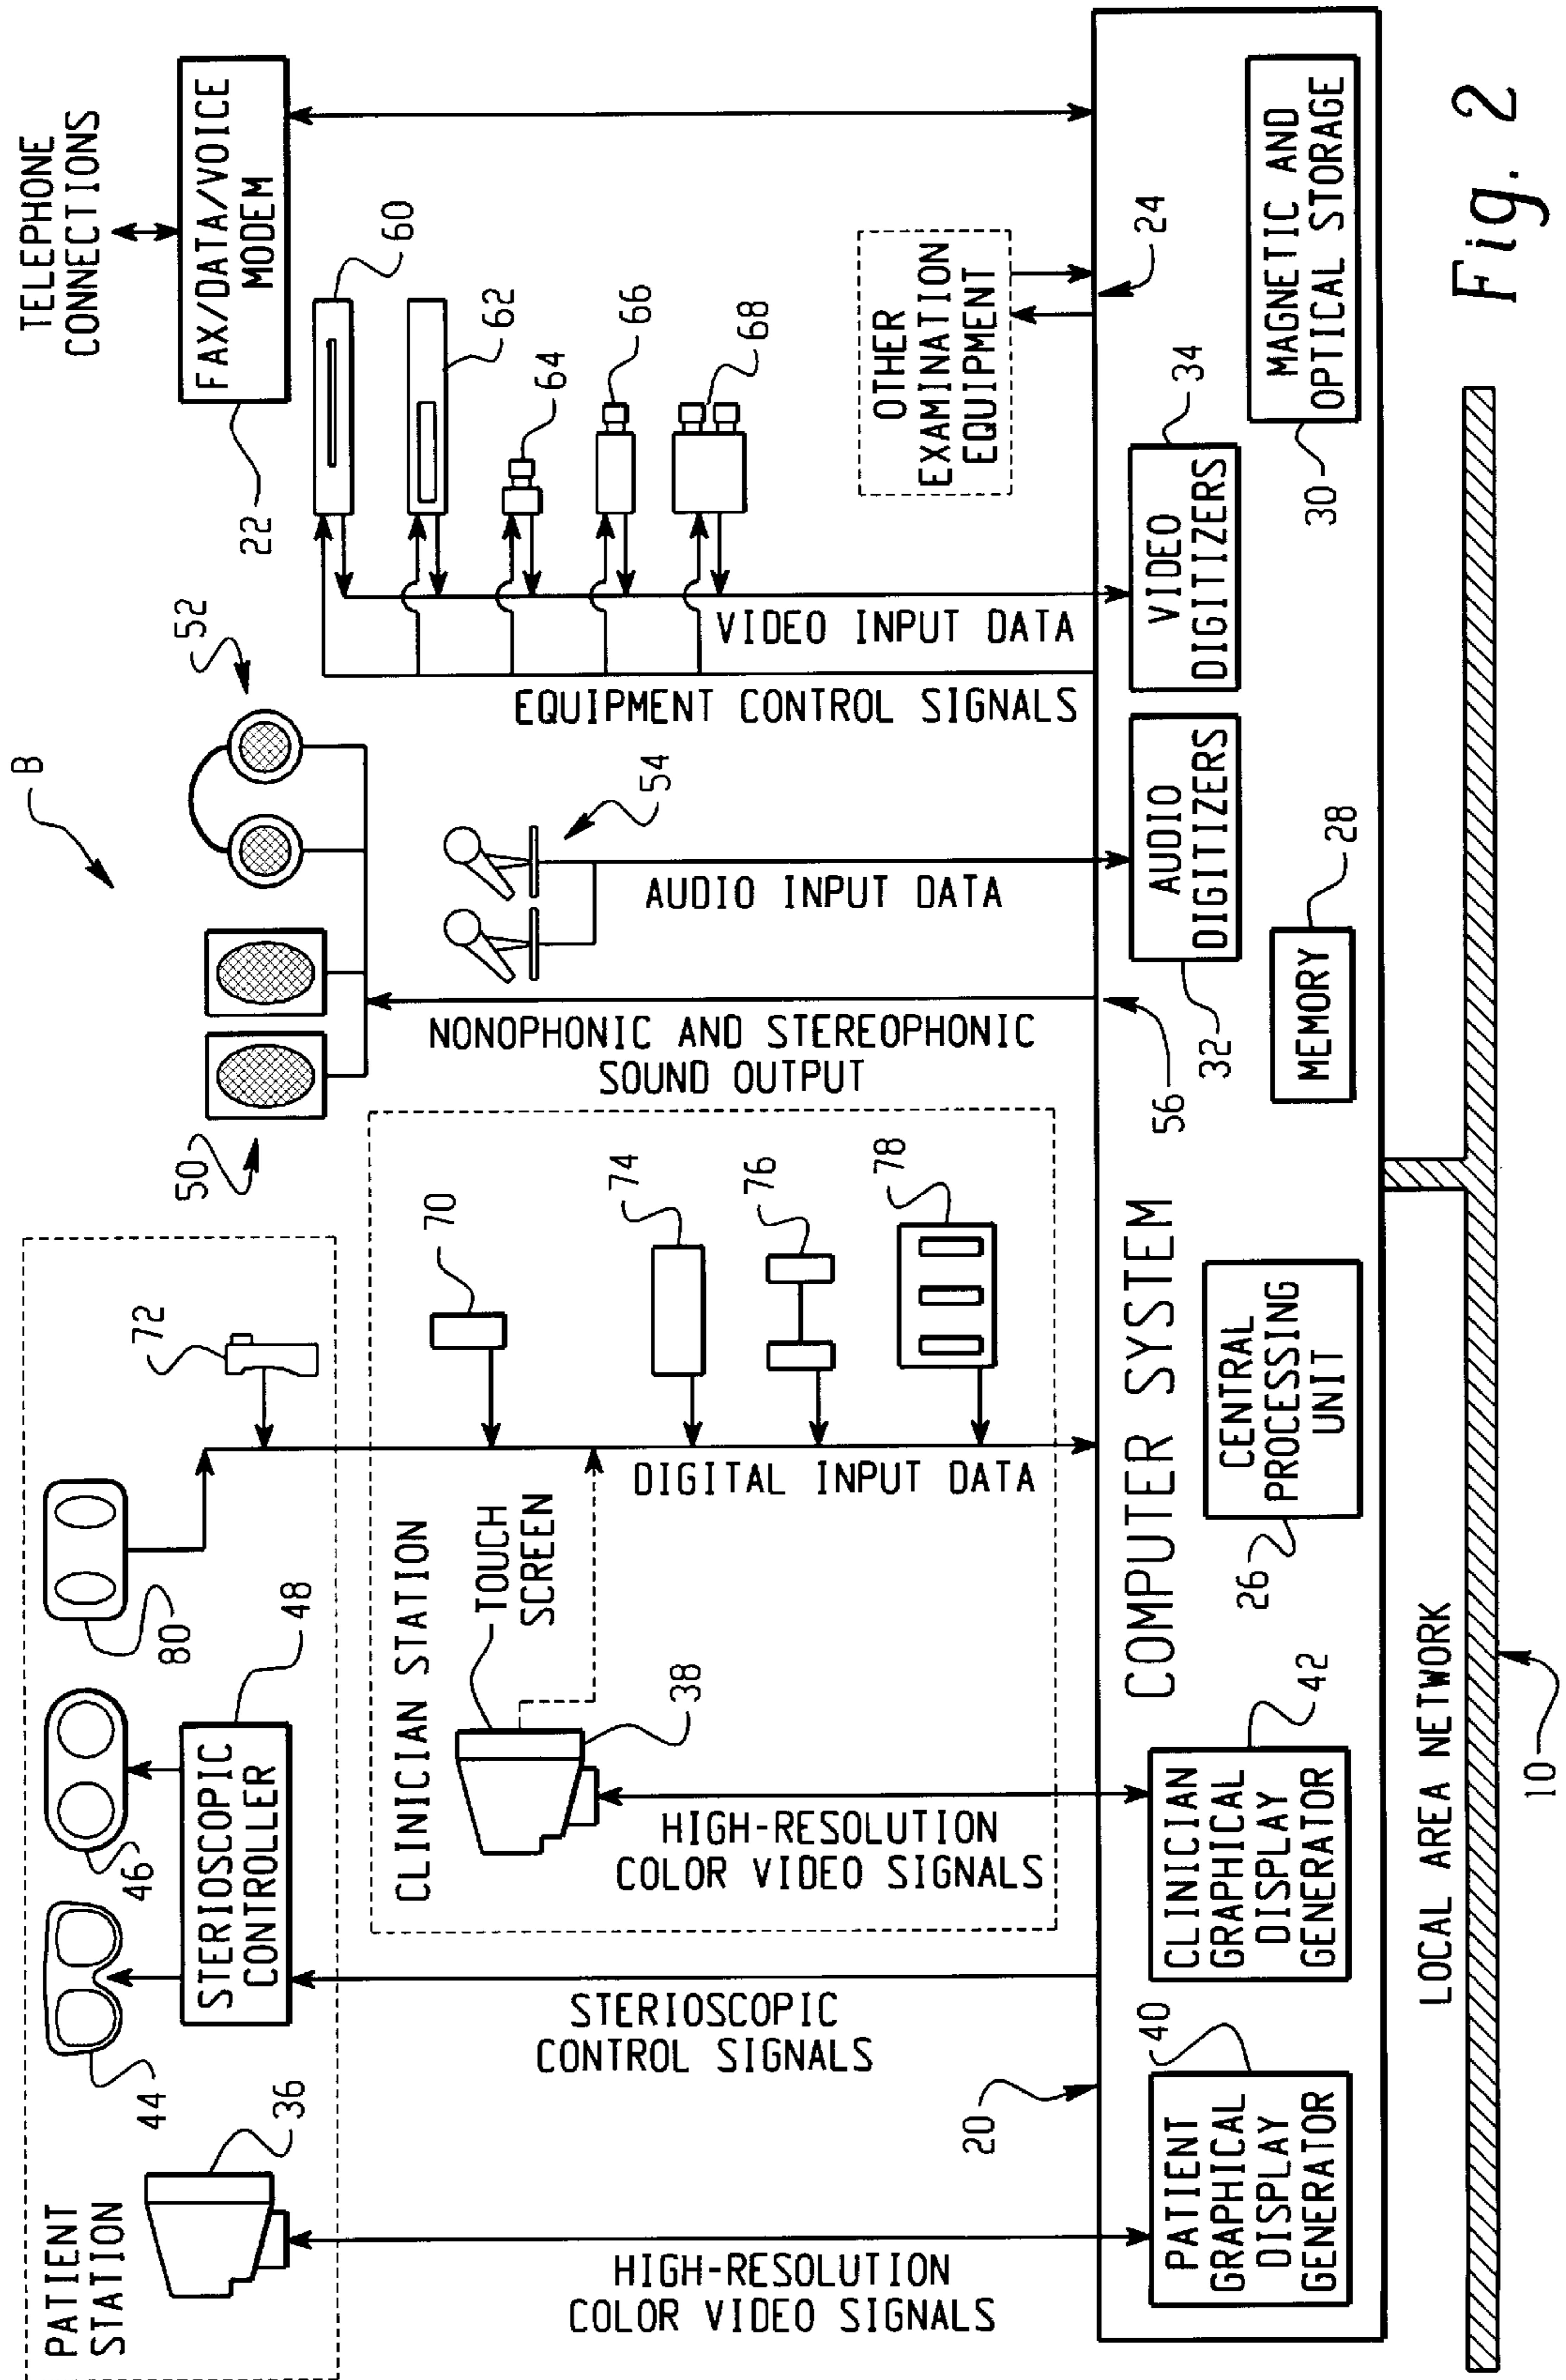 PATIENT
STATION
36
44
46
STERIOSCOPIC
CONTROLLER
48
80
72
50
52
B
TELEPHONE
CONNECTIONS
FAX/DATA/VOICE
MODEM
22
CLINICIAN STATION
TOUCH
SCREEN
38
70
74
76
78
54
60
62
64
66
68
HIGH-RESOLUTION
COLOR VIDEO SIGNALS
STERIOSCOPIC
CONTROL SIGNALS
HIGH-RESOLUTION
COLOR VIDEO SIGNALS
DIGITAL INPUT DATA
NONOPHONIC AND STEREOPHONIC
SOUND OUTPUT
AUDIO INPUT DATA
EQUIPMENT CONTROL SIGNALS
VIDEO INPUT DATA
OTHER
EXAMINATION
EQUIPMENT
20
56
24
COMPUTER SYSTEM
PATIENT
GRAPHICAL
DISPLAY
GENERATOR
40
CLINICIAN
GRAPHICAL
DISPLAY
GENERATOR
42
CENTRAL
PROCESSING
UNIT
26
MEMORY
28
AUDIO
DIGITIZERS
32
VIDEO
DIGITIZERS
34
MAGNETIC AND
OPTICAL STORAGE
30
LOCAL AREA NETWORK
10
Fig. 2